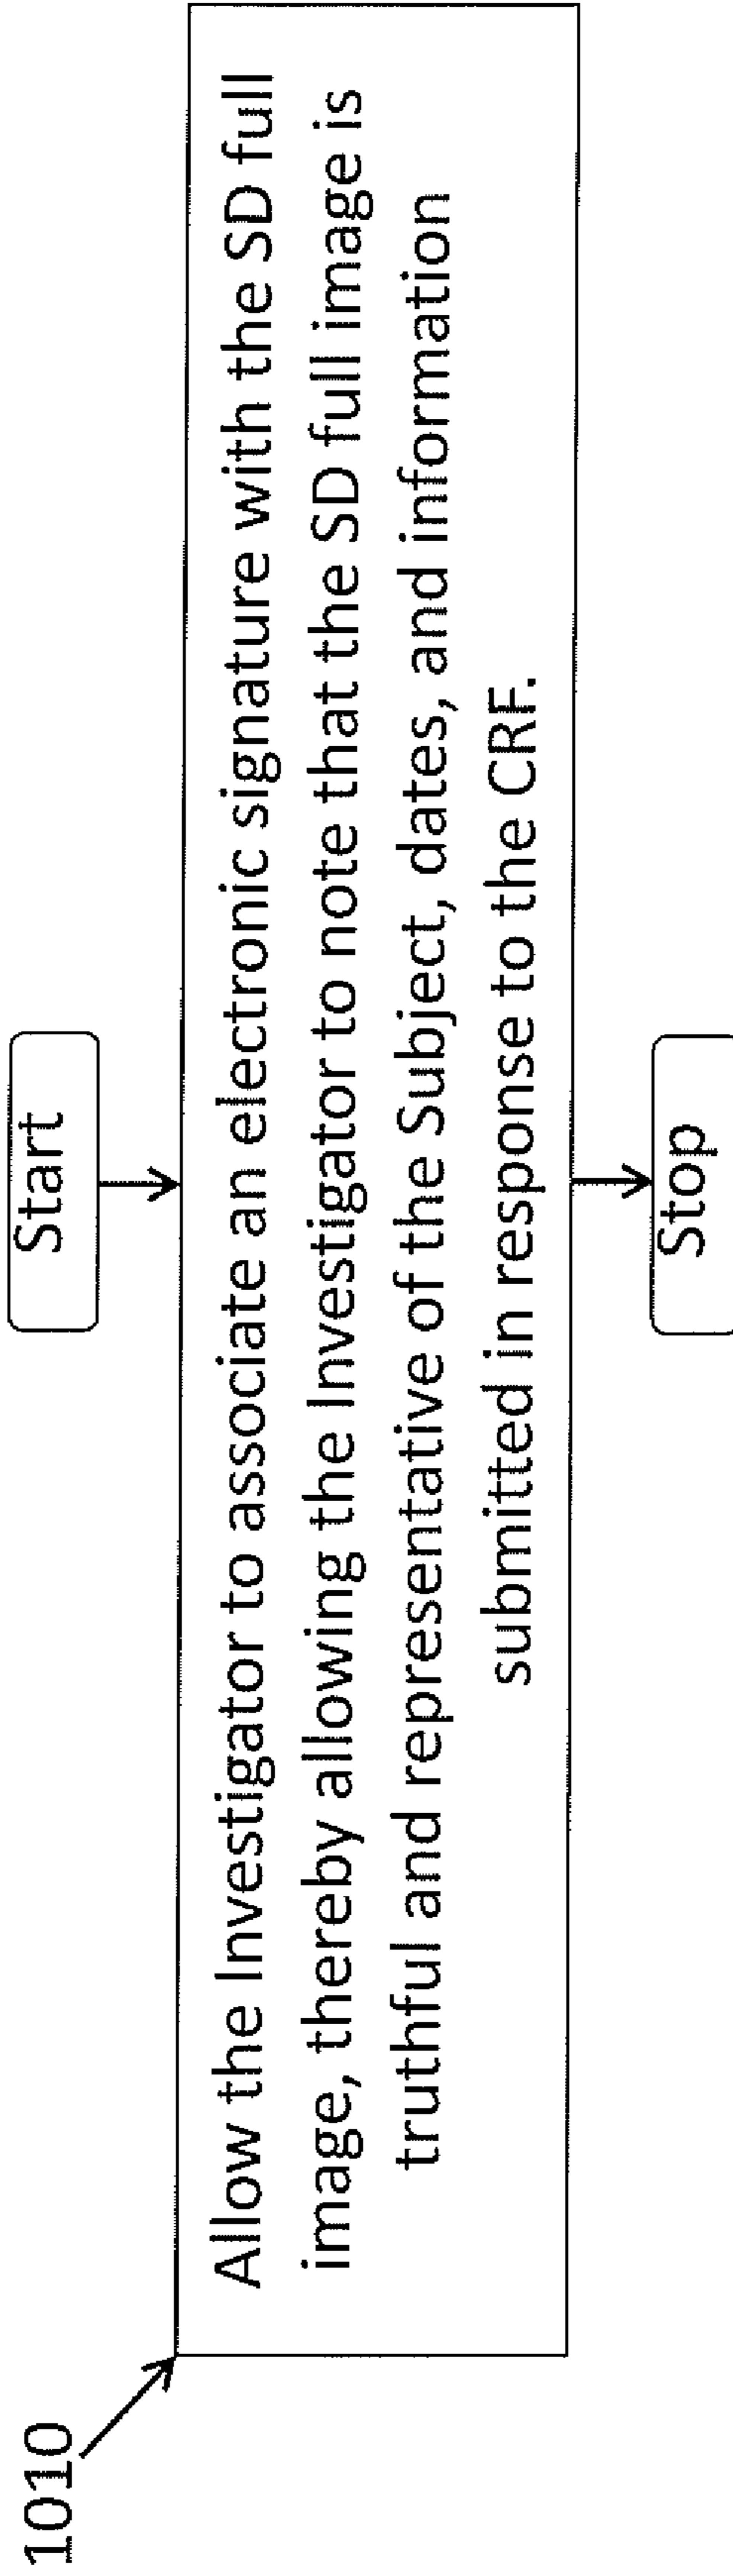 1010
Start
Allow the Investigator to associate an electronic signature with the SD full
image, thereby allowing the Investigator to note that the SD full image is
truthful and representative of the Subject, dates, and information
submitted in response to the CRF.
Stop